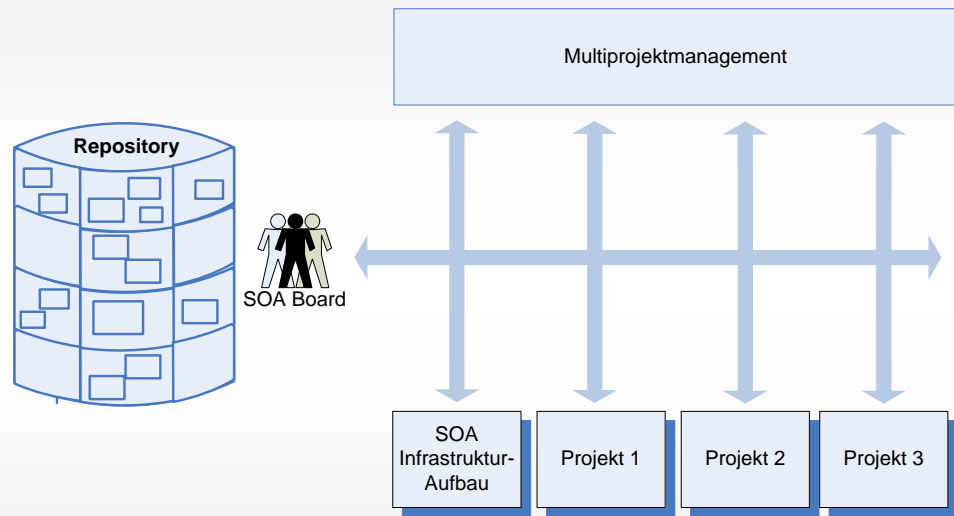 Multiprojektmanagement
Repository
SOA Board
SOA
Infrastruktur-
Aufbau
Projekt 1
Projekt 2
Projekt 3